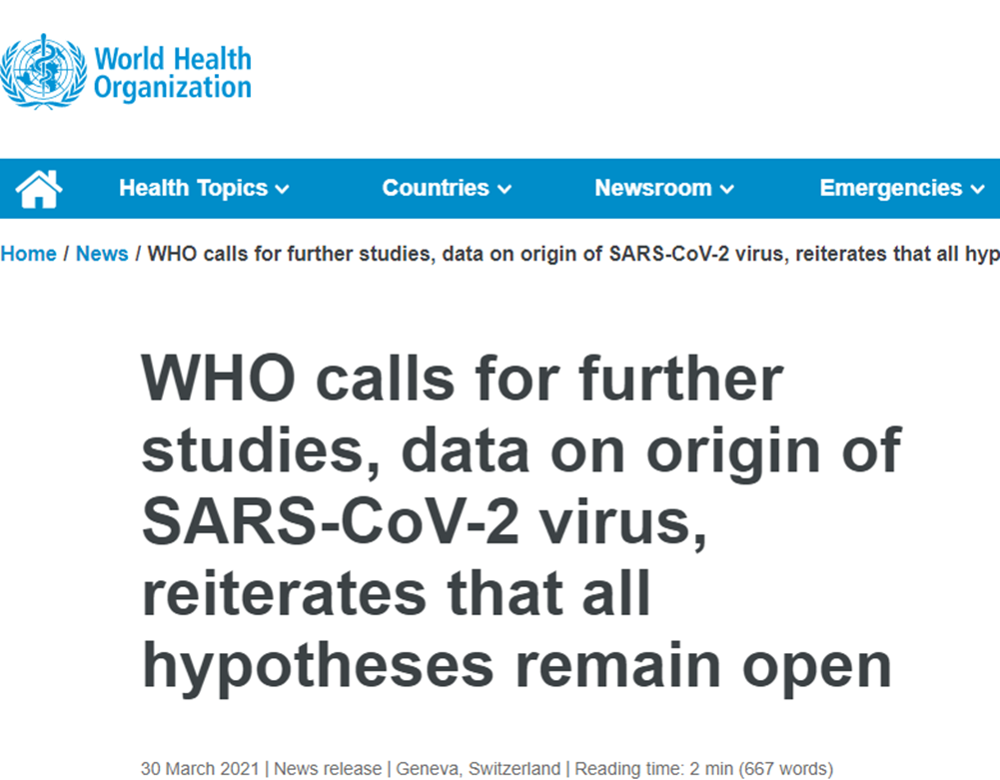 World Health
Organization
Health Topics Countries Newsroom Emergencies
Home / News / WHO calls for further studies, data on origin of SARS-CoV-2 virus, reiterates that all hyp
WHO calls for further
studies, data on origin of
SARS-CoV-2 virus,
reiterates that all
hypotheses remain open
30 March 2021 | News release | Geneva, Switzerland | Reading time: 2 min (667 words)